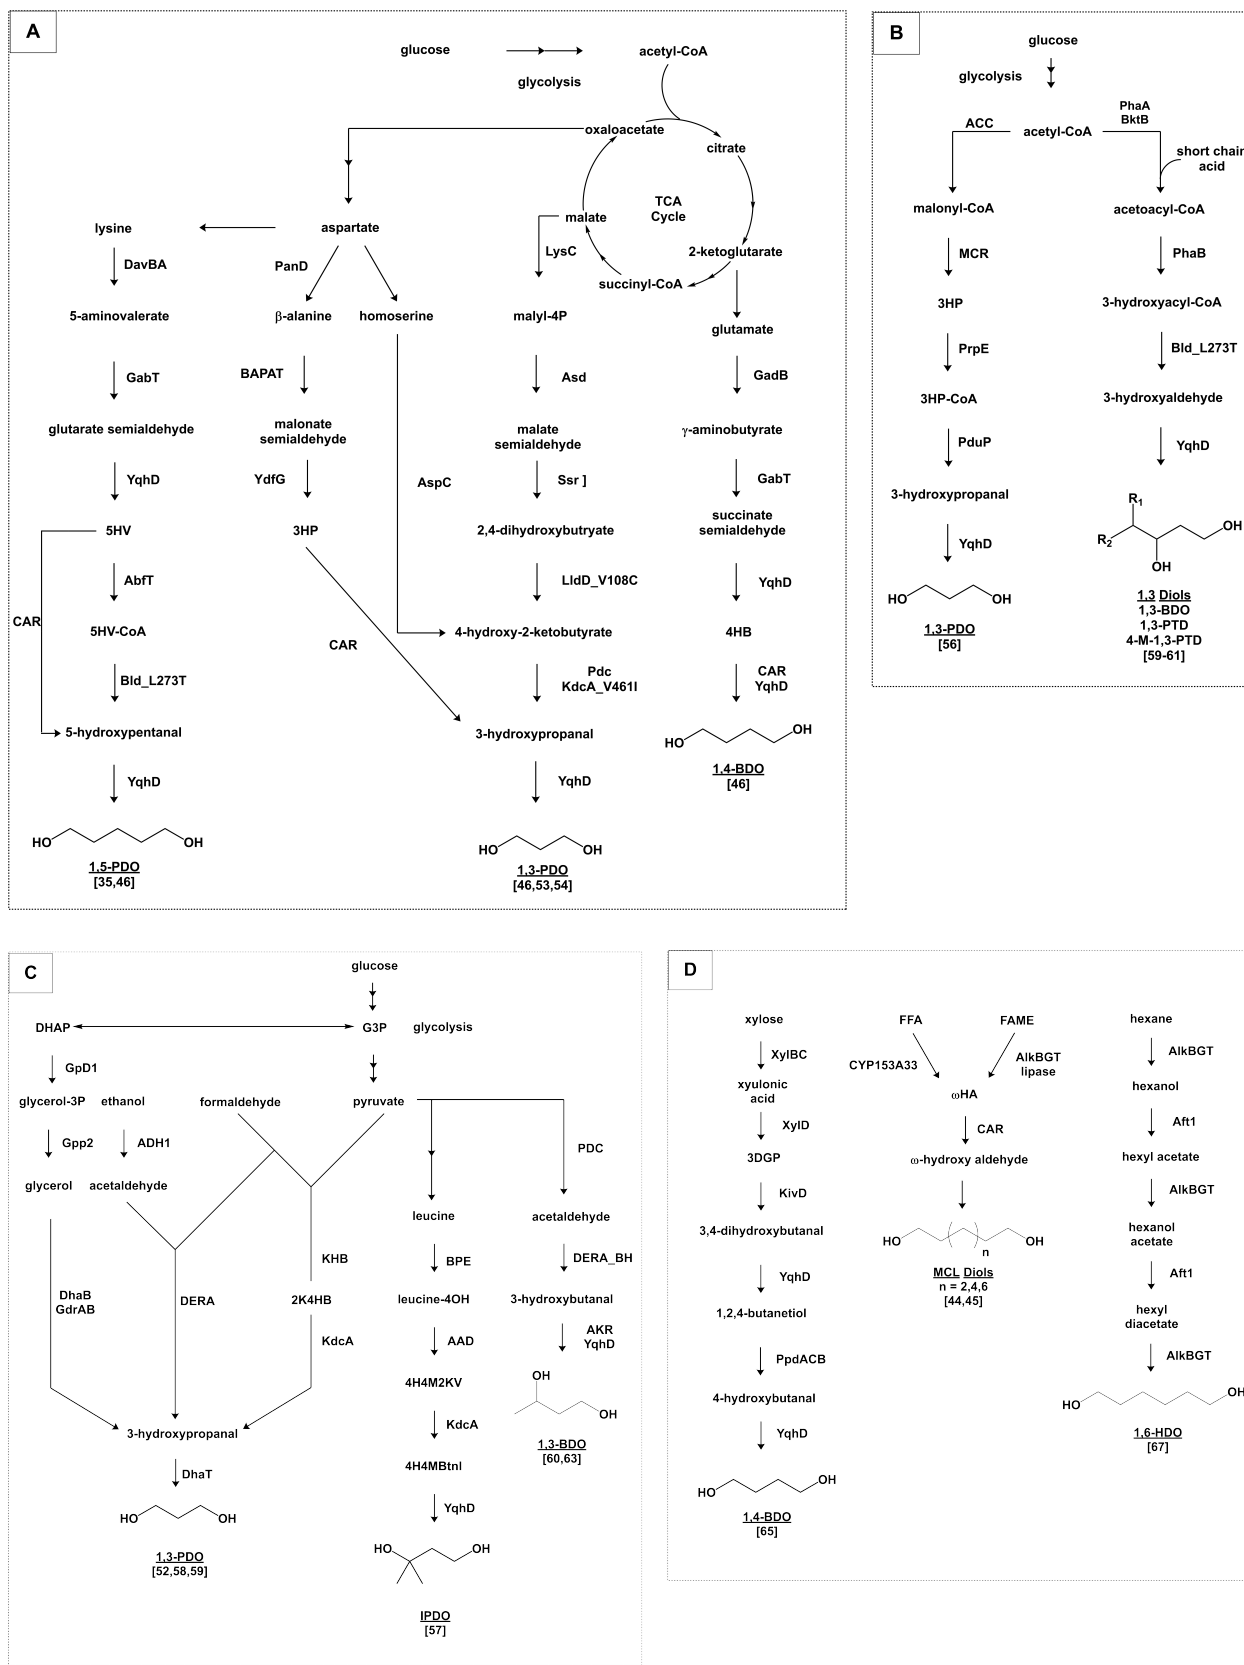 A
glucose
acetyl-CoA
glycolysis
oxaloacetate
citrate
TCA
Cycle
malate
2-ketoglutarate
succinyl-CoA
lysine
aspartate
LysC
DavBA
PanD
5-aminovalerate
β-alanine
homoserine
malyl-4P
glutamate
GabT
BAPAT
Asd
GadB
glutarate semialdehyde
malonate
semialdehyde
malate
semialdehyde
γ-aminobutyrate
YqhD
YdfG
AspC
Ssr ]
GabT
5HV
3HP
2,4-dihydroxybutryate
succinate
semialdehyde
AbfT
LldD_V108C
YqhD
CAR
5HV-CoA
CAR
4-hydroxy-2-ketobutyrate
4HB
Bld_L273T
Pdc
KdcA_V461I
CAR
YqhD
5-hydroxypentanal
3-hydroxypropanal
HO
OH
1,4-BDO
[46]
YqhD
YqhD
HO
OH
1,5-PDO
[35,46]
HO
OH
1,3-PDO
[46,53,54]
B
glucose
glycolysis
ACC
acetyl-CoA
PhaA
BktB
short chain
acid
malonyl-CoA
acetoacyl-CoA
MCR
PhaB
3HP
3-hydroxyacyl-CoA
PrpE
Bld_L273T
3HP-CoA
3-hydroxyaldehyde
PduP
YqhD
3-hydroxypropanal
R1
R2
OH
OH
YqhD
HO
OH
1,3-PDO
[56]
1,3 Diols
1,3-BDO
1,3-PTD
4-M-1,3-PTD
[59-61]
C
glucose
DHAP
G3P
glycolysis
GpD1
glycerol-3P
ethanol
formaldehyde
pyruvate
Gpp2
ADH1
PDC
glycerol
acetaldehyde
leucine
acetaldehyde
KHB
BPE
DERA_BH
DhaB
GdrAB
DERA
2K4HB
leucine-4OH
3-hydroxybutanal
KdcA
AAD
AKR
YqhD
4H4M2KV
OH
OH
1,3-BDO
[60,63]
KdcA
3-hydroxypropanal
4H4MBtnl
DhaT
YqhD
HO
OH
1,3-PDO
[52,58,59]
HO
OH
IPDO
[57]
D
xylose
FFA
FAME
hexane
XylBC
CYP153A33
AlkBGT
lipase
AlkBGT
xyulonic
acid
ωHA
hexanol
XylD
CAR
Aft1
3DGP
ω-hydroxy aldehyde
hexyl acetate
KivD
AlkBGT
3,4-dihydroxybutanal
HO
OH
n
hexanol
acetate
YqhD
MCL Diols
n = 2,4,6
[44,45]
Aft1
1,2,4-butanetiol
hexyl
diacetate
PpdACB
AlkBGT
4-hydroxybutanal
HO
OH
YqhD
1,6-HDO
[67]
HO
OH
1,4-BDO
[65]